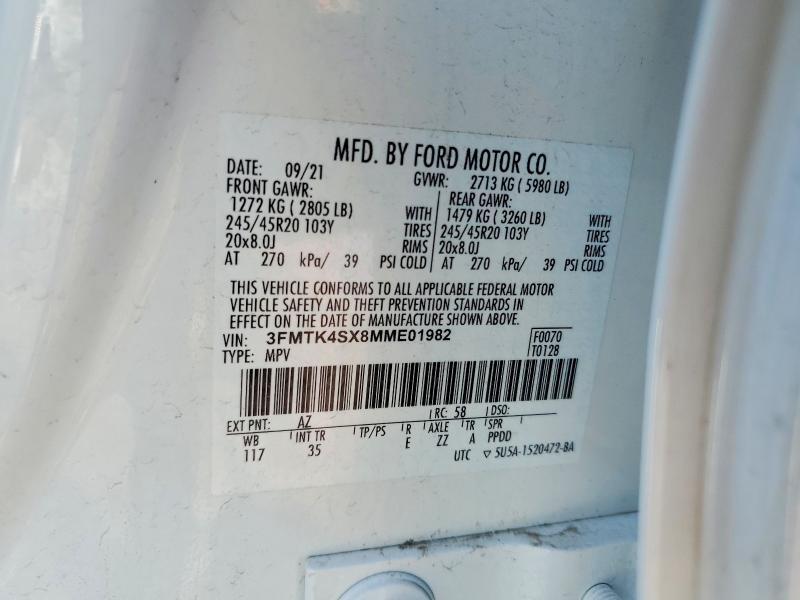 MFD. BY FORD MOTOR CO.
DATE: 09/21 GVWR: 2713 KG ( 5980 LB)
FRONT GAWR: REAR GAWR:
1272 KG ( 2805 LB) WITH 1479 KG ( 3260 LB) WITH
245/45R20 103Y TIRES 245/45R20 103Y TIRES
20x8.0J RIMS 20x8.0J RIMS
AT 270 kPa/ 39 PSI COLD AT 270 kPa/ 39 PSI COLD
THIS VEHICLE CONFORMS TO ALL APPLICABLE FEDERAL MOTOR
VEHICLE SAFETY AND THEFT PREVENTION STANDARDS IN
EFFECT ON THE DATE OF MANUFACTURE SHOWN ABOVE.
VIN: 3FMTK4SX8MME01982 F0070
TYPE: MPV T0128
EXT PNT: AZ RC: 58 DSO:
WB INT TR TP/PS R AXLE TR SPR
117 35 E ZZ A PPDD
UTC ▽ 5U5A-1520472-BA